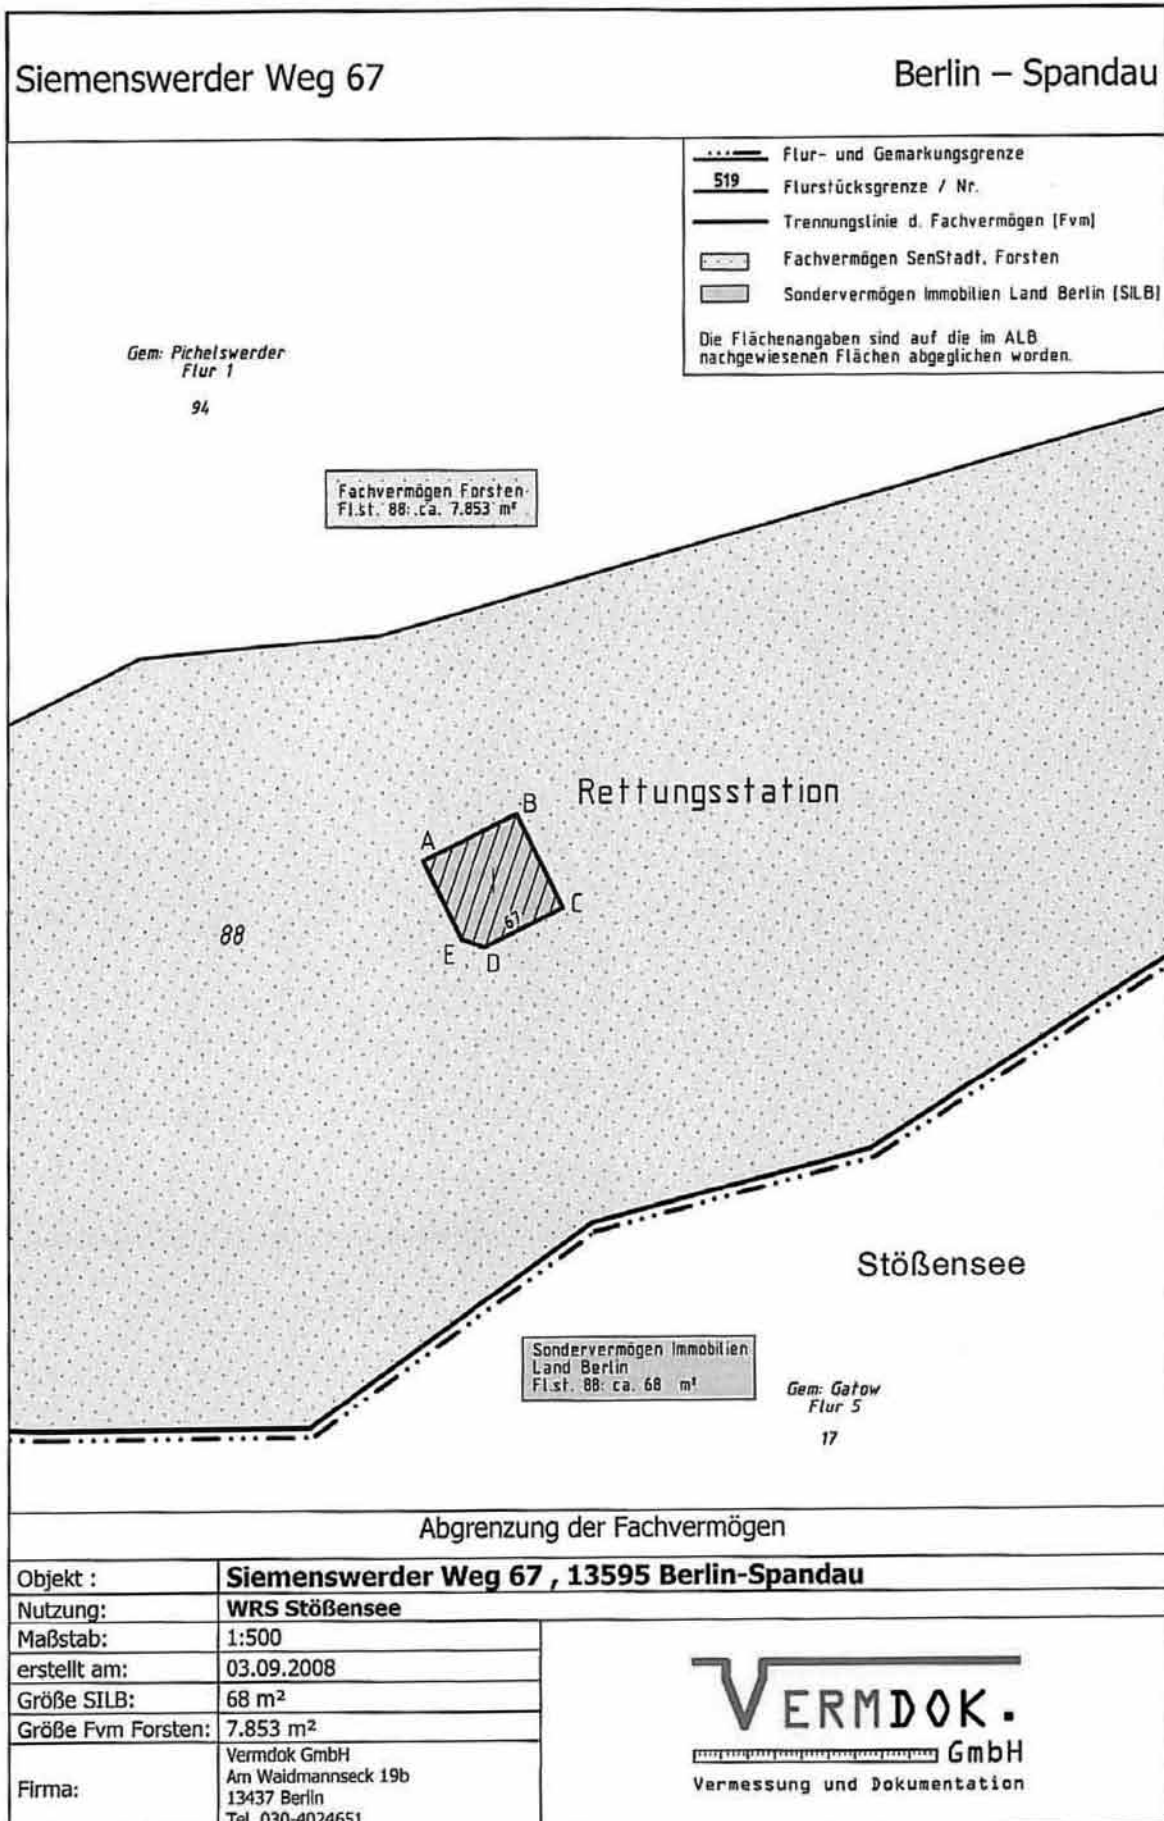 Siemenswerder Weg 67
Berlin – Spandau
Flur- und Gemarkungsgrenze
519 Flurstücksgrenze / Nr.
Trennungslinie d. Fachvermögen [Fvm]
Fachvermögen SenStadt, Forsten
Sondervermögen Immobilien Land Berlin [SILB]
Die Flächenangaben sind auf die im ALB
nachgewiesenen Flächen abgeglichen worden.
Gem: Pichelswerder
Flur 1
94
Fachvermögen Forsten
Fl.st. 88: ca. 7.853 m²
Rettungsstation
A
B
C
D
E
67
88
Stößensee
Sondervermögen Immobilien
Land Berlin
Fl.st. 88: ca. 68 m²
Gem: Gatow
Flur 5
17
Abgrenzung der Fachvermögen
Objekt : Siemenswerder Weg 67 , 13595 Berlin-Spandau
Nutzung: WRS Stößensee
Maßstab: 1:500
erstellt am: 03.09.2008
Größe SILB: 68 m²
Größe Fvm Forsten: 7.853 m²
Firma: Vermdok GmbH
Am Waidmannseck 19b
13437 Berlin
Tel. 030-4024651
VERMDOK.
GmbH
Vermessung und Dokumentation